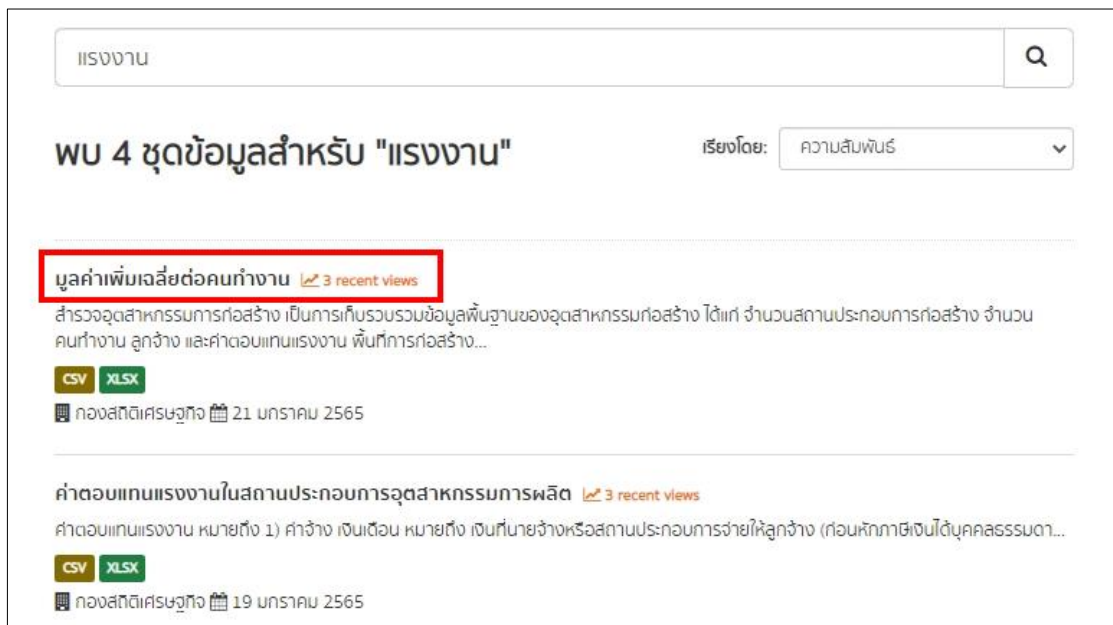 แรงงาน
พบ 4 ชุดข้อมูลสำหรับ "แรงงาน"
เรียงโดย: ความสัมพันธ์
มูลค่าเพิ่มเฉลี่ยต่อคนทำงาน 3 recent views
สำรวจอุตสาหกรรมการก่อสร้าง เป็นการเก็บรวบรวมข้อมูลพื้นฐานของอุตสาหกรรมก่อสร้าง ได้แก่ จำนวนสถานประกอบการก่อสร้าง จำนวน
คนทำงาน ลูกจ้าง และค่าตอบแทนแรงงาน พื้นที่การก่อสร้าง...
CSV XLSX
กองสถิติเศรษฐกิจ 21 มกราคม 2565
ค่าตอบแทนแรงงานในสถานประกอบการอุตสาหกรรมการผลิต 3 recent views
ค่าตอบแทนแรงงาน หมายถึง 1) ค่าจ้าง เงินเดือน หมายถึง เงินที่นายจ้างหรือสถานประกอบการจ่ายให้ลูกจ้าง (ก่อนหักภาษีเงินได้บุคคลธรรมดา...
CSV XLSX
กองสถิติเศรษฐกิจ 19 มกราคม 2565